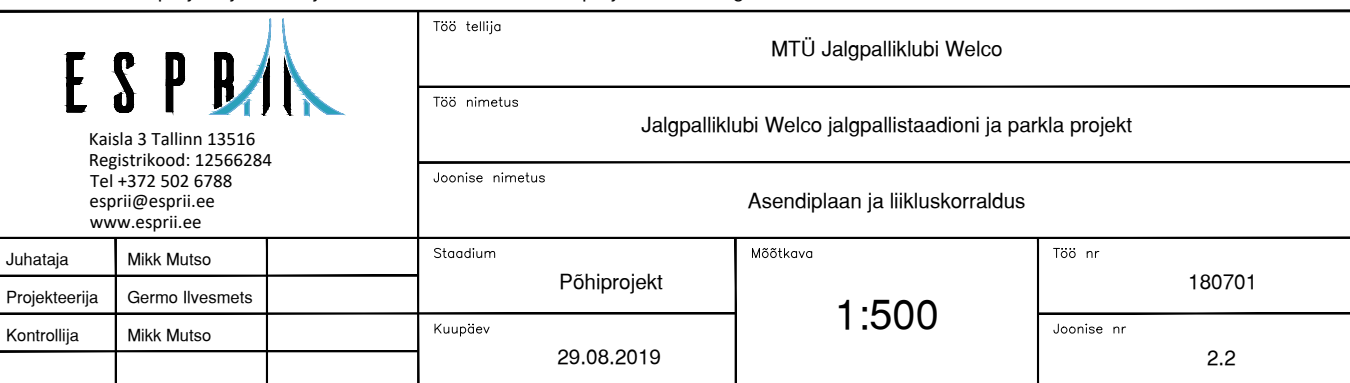 ESPRII
Kaisla 3 Tallinn 13516
Registrikood: 12566284
Tel +372 502 6788
esprii@esprii.ee
www.esprii.ee
Töö tellija
MTÜ Jalgpalliklubi Welco
Töö nimetus
Jalgpalliklubi Welco jalgpallistaadioni ja parkla projekt
Joonise nimetus
Asendiplaan ja liikluskorraldus
Juhataja Mikk Mutso
Projekteerija Germo Ilvesmets
Kontrollija Mikk Mutso
Staadium
Põhiprojekt
Kuupäev
29.08.2019
Mõõtkava
1:500
Töö nr
180701
Joonise nr
2.2